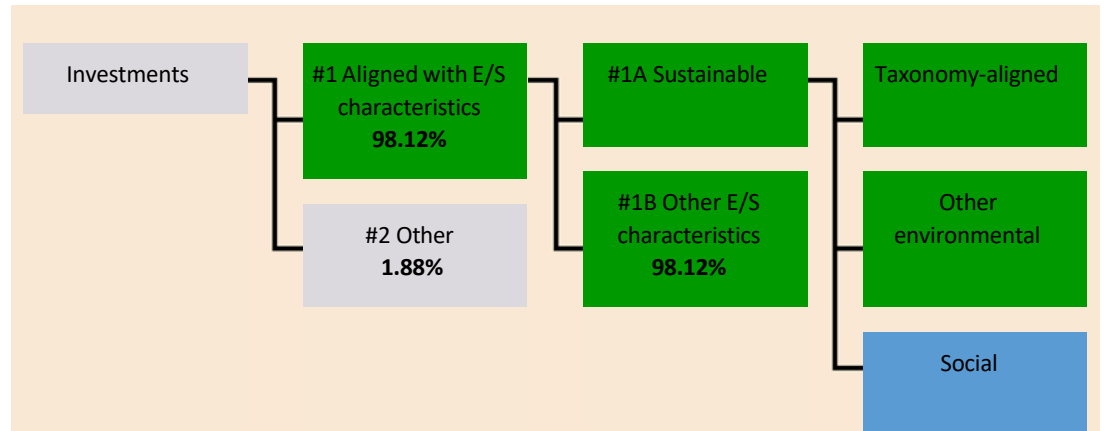 Investments
#1 Aligned with E/S
characteristics
98.12%
#2 Other
1.88%
#1A Sustainable
#1B Other E/S
characteristics
98.12%
Taxonomy-aligned
Other
environmental
Social